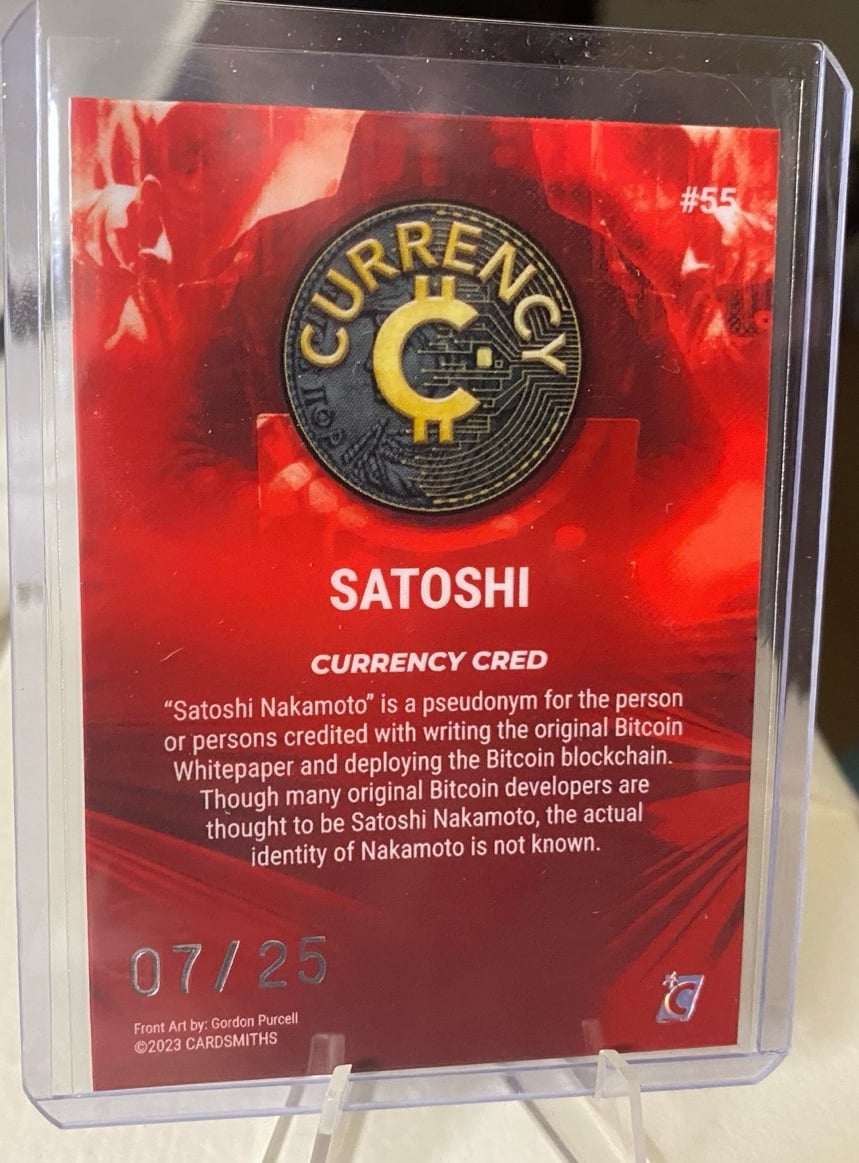 #55
CURRENCY
SATOSHI
CURRENCY CRED
“Satoshi Nakamoto” is a pseudonym for the person
or persons credited with writing the original Bitcoin
Whitepaper and deploying the Bitcoin blockchain.
Though many original Bitcoin developers are
thought to be Satoshi Nakamoto, the actual
identity of Nakamoto is not known.
07/25
Front Art by: Gordon Purcell
©2023 CARDSMITHS